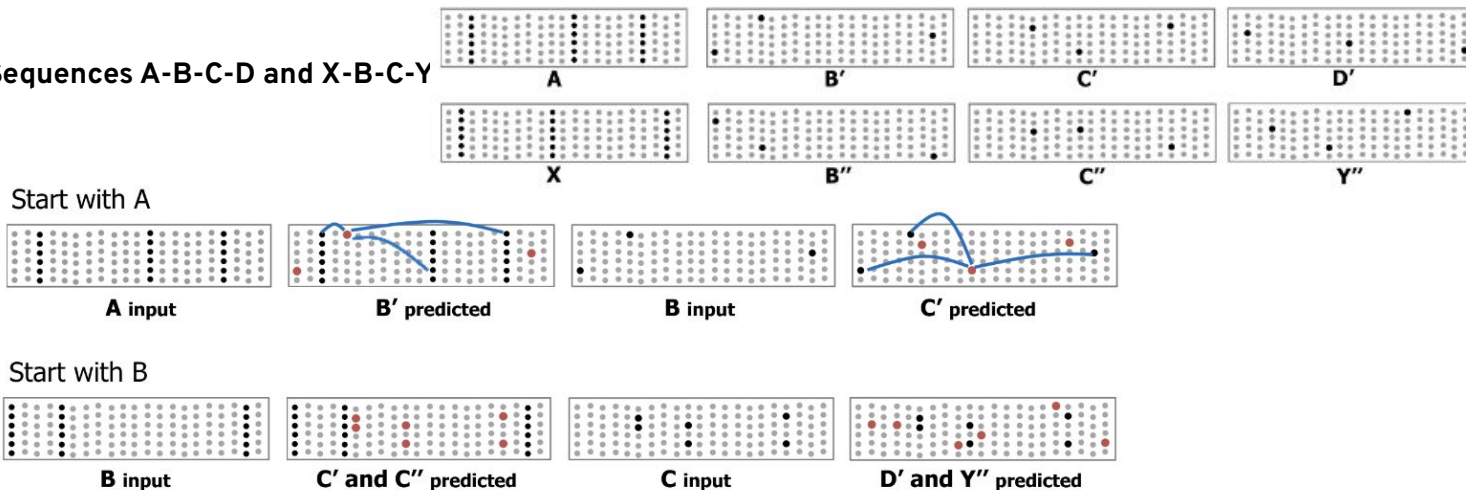 Sequences A-B-C-D and X-B-C-Y
A B′ C′ D′
X B″ C″ Y″
Start with A
A input B′ predicted B input C′ predicted
Start with B
B input C′ and C″ predicted C input D′ and Y″ predicted